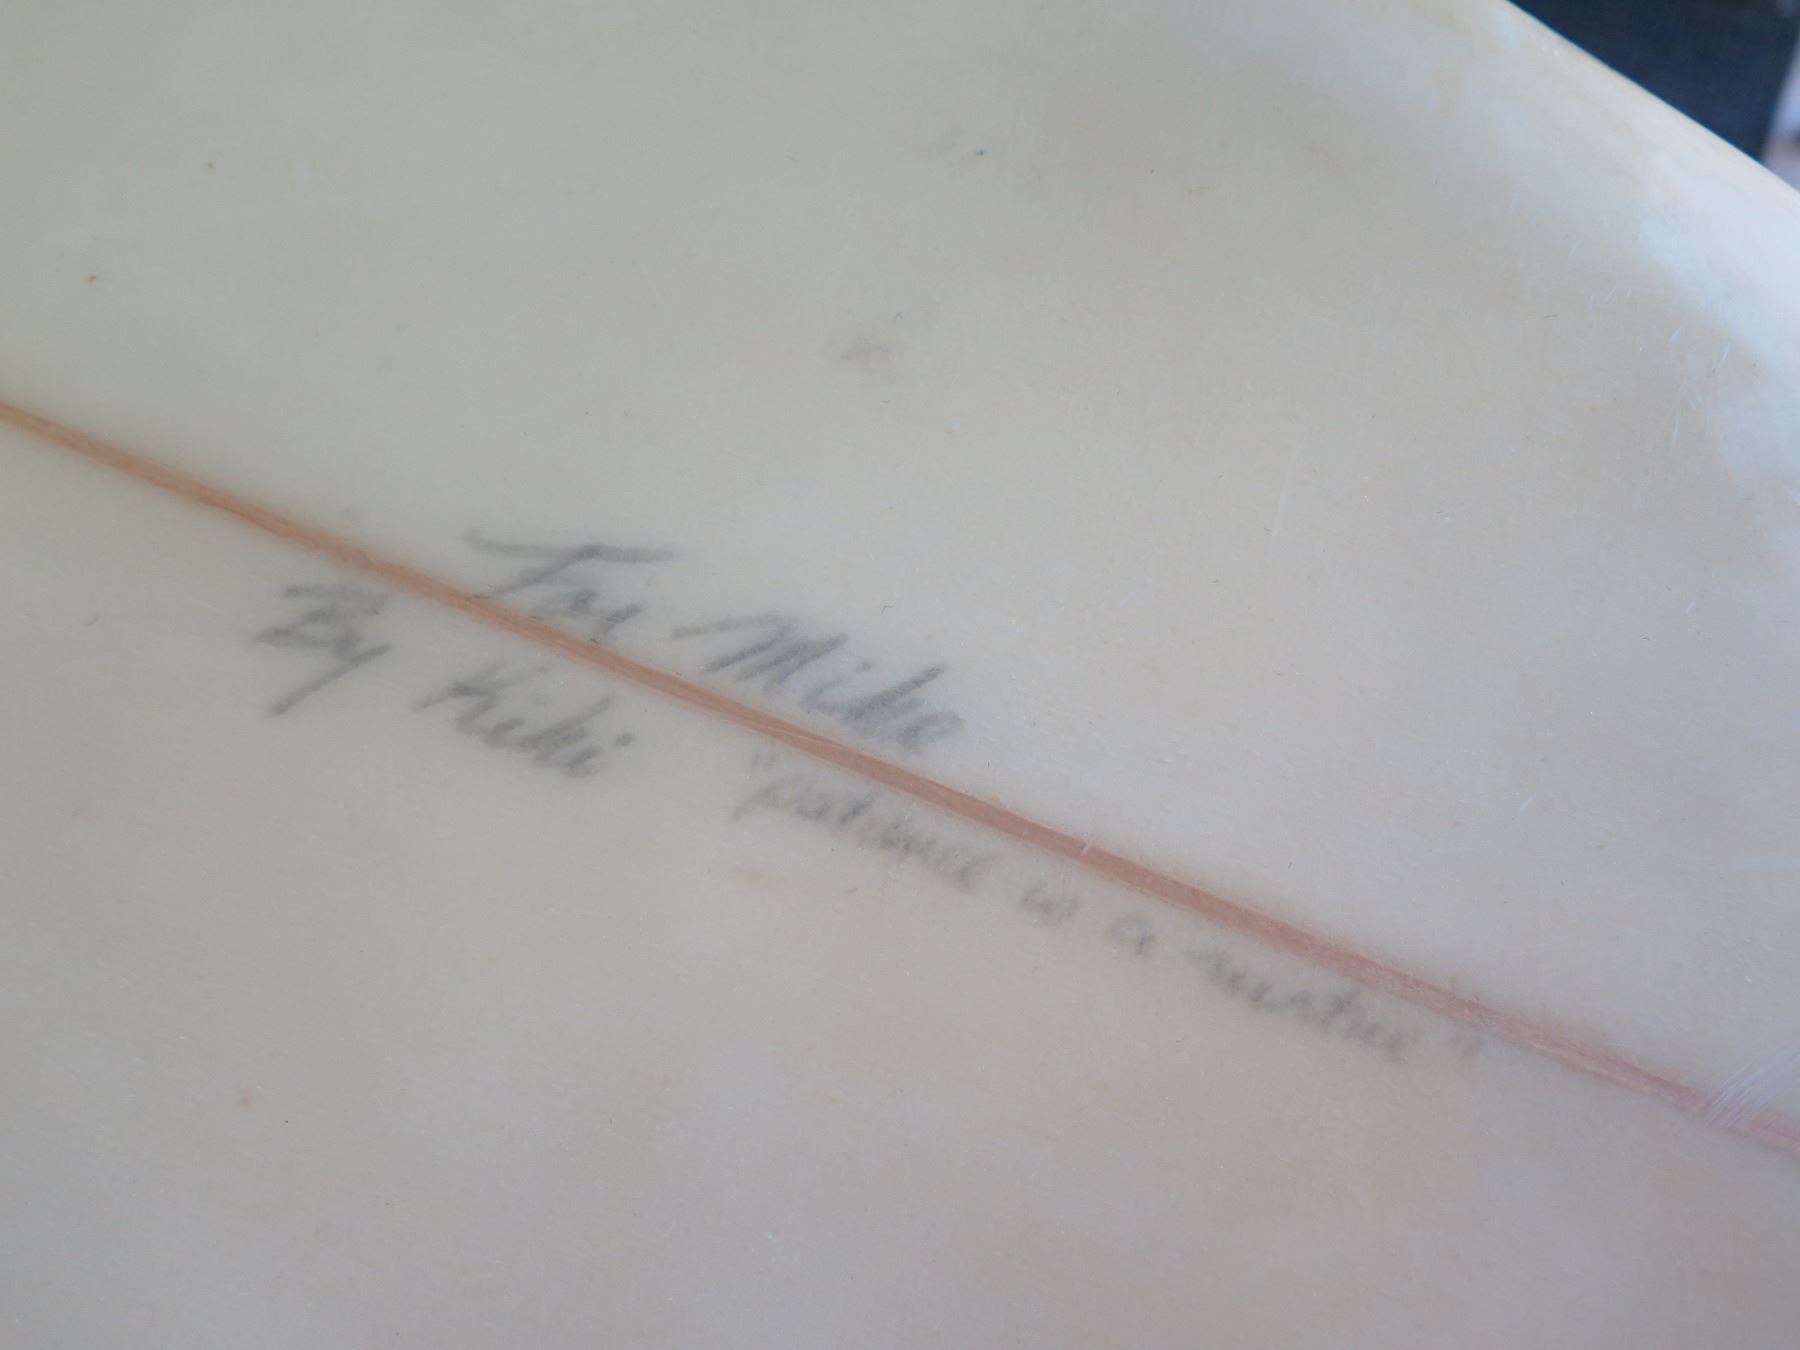 For Mike
By Kiki
"patience is a virtue"